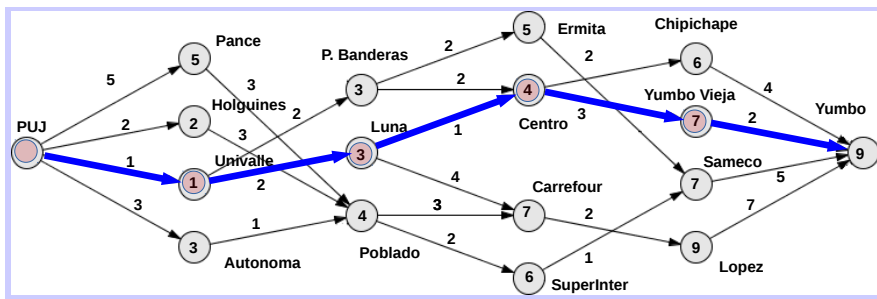 Ermita
Chipichape
Pance
P. Banderas
5
2
2
5
6
5
3
2
4
3
4
Holguines
Yumbo Vieja
Yumbo
PUJ
2
2
3
2
Luna
1
Centro
3
7
2
1
Univalle
3
9
1
2
4
Sameco
7
5
3
Carrefour
4
3
7
2
7
3
1
Poblado
2
9
Autonoma
6
1
Lopez
SuperInter